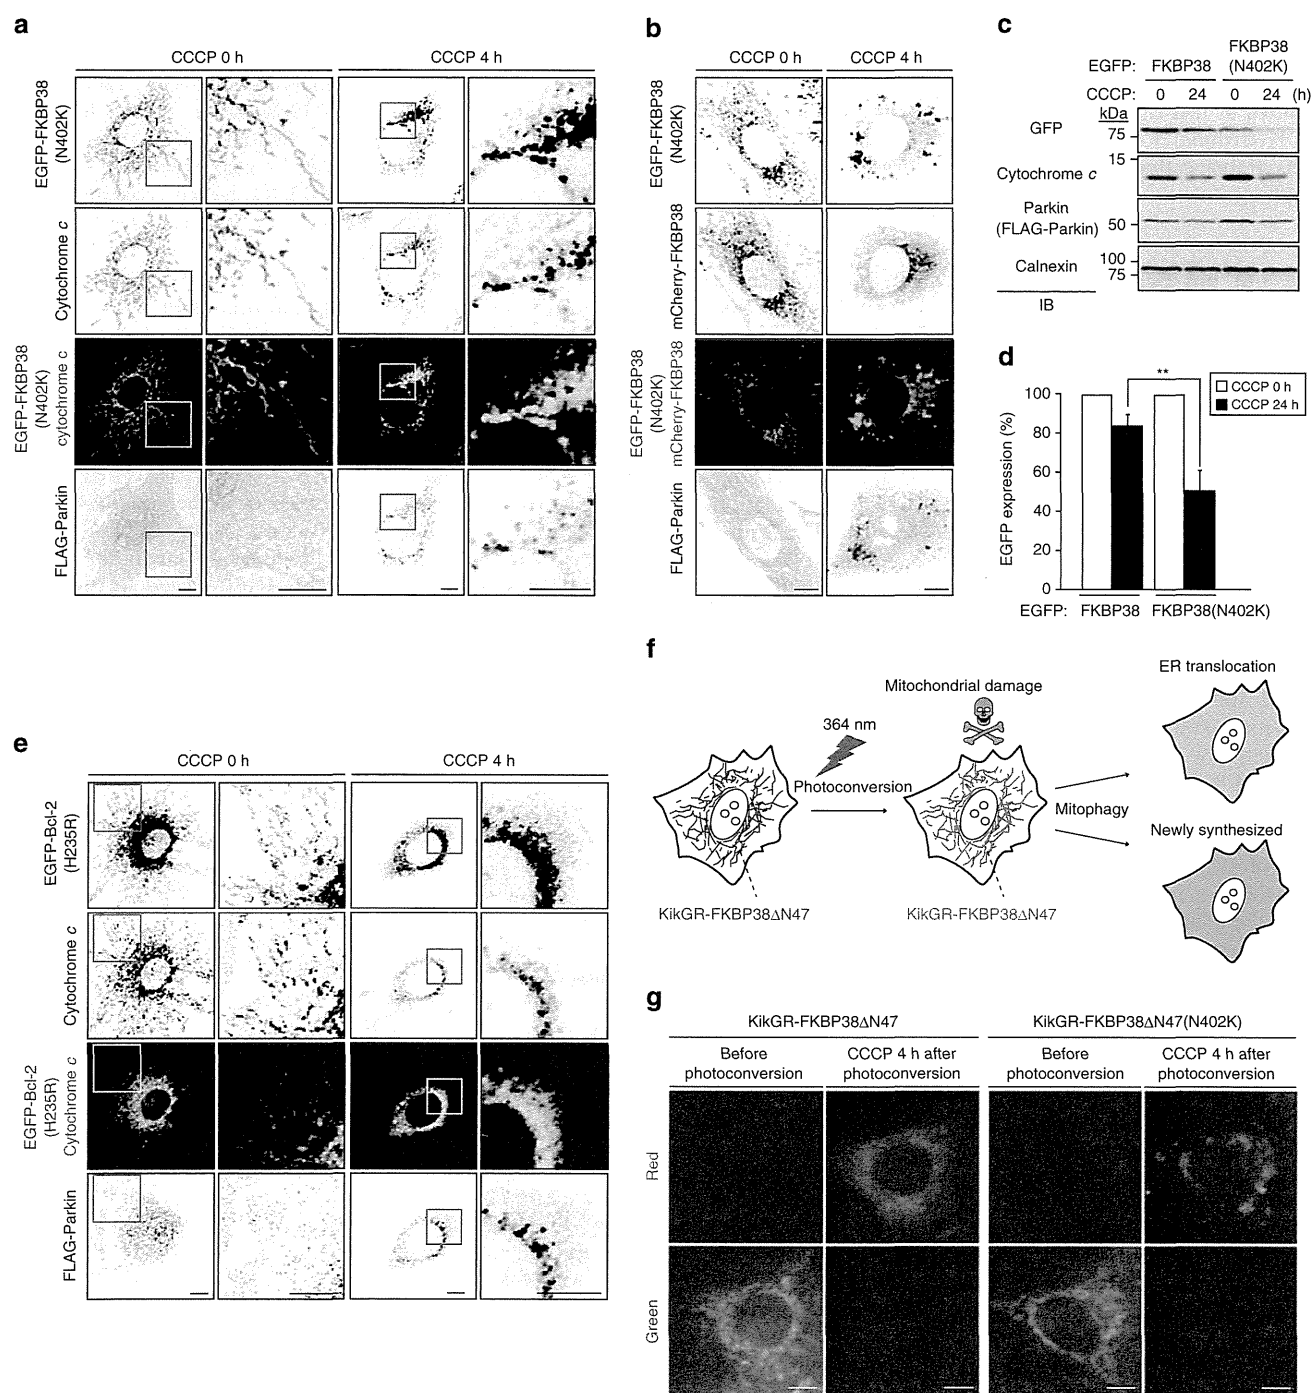 a
CCCP 0 h
CCCP 4 h
EGFP-FKBP38
(N402K)
Cytochrome c
EGFP-FKBP38
(N402K)
cytochrome c
FLAG-Parkin
b
CCCP 0 h
CCCP 4 h
EGFP-FKBP38
(N402K)
mCherry-FKBP38
EGFP-FKBP38
(N402K)
mCherry-FKBP38
FLAG-Parkin
c
FKBP38
EGFP: FKBP38 (N402K)
CCCP: 0 24 0 24 (h)
kDa
GFP
75
15
Cytochrome c
Parkin
(FLAG-Parkin)
50
100
Calnexin
75
IB
d
**
CCCP 0 h
CCCP 24 h
EGFP expression (%)
100
80
60
40
20
0
EGFP: FKBP38 FKBP38(N402K)
e
CCCP 0 h
CCCP 4 h
EGFP-Bcl-2
(H235R)
Cytochrome c
EGFP-Bcl-2
(H235R)
Cytochrome c
FLAG-Parkin
f
ER translocation
Mitochondrial damage
364 nm
Photoconversion
Mitophagy
Newly synthesized
KikGR-FKBP38ΔN47
KikGR-FKBP38ΔN47
g
KikGR-FKBP38ΔN47
KikGR-FKBP38ΔN47(N402K)
Before
photoconversion
CCCP 4 h after
photoconversion
Before
photoconversion
CCCP 4 h after
photoconversion
Red
Green